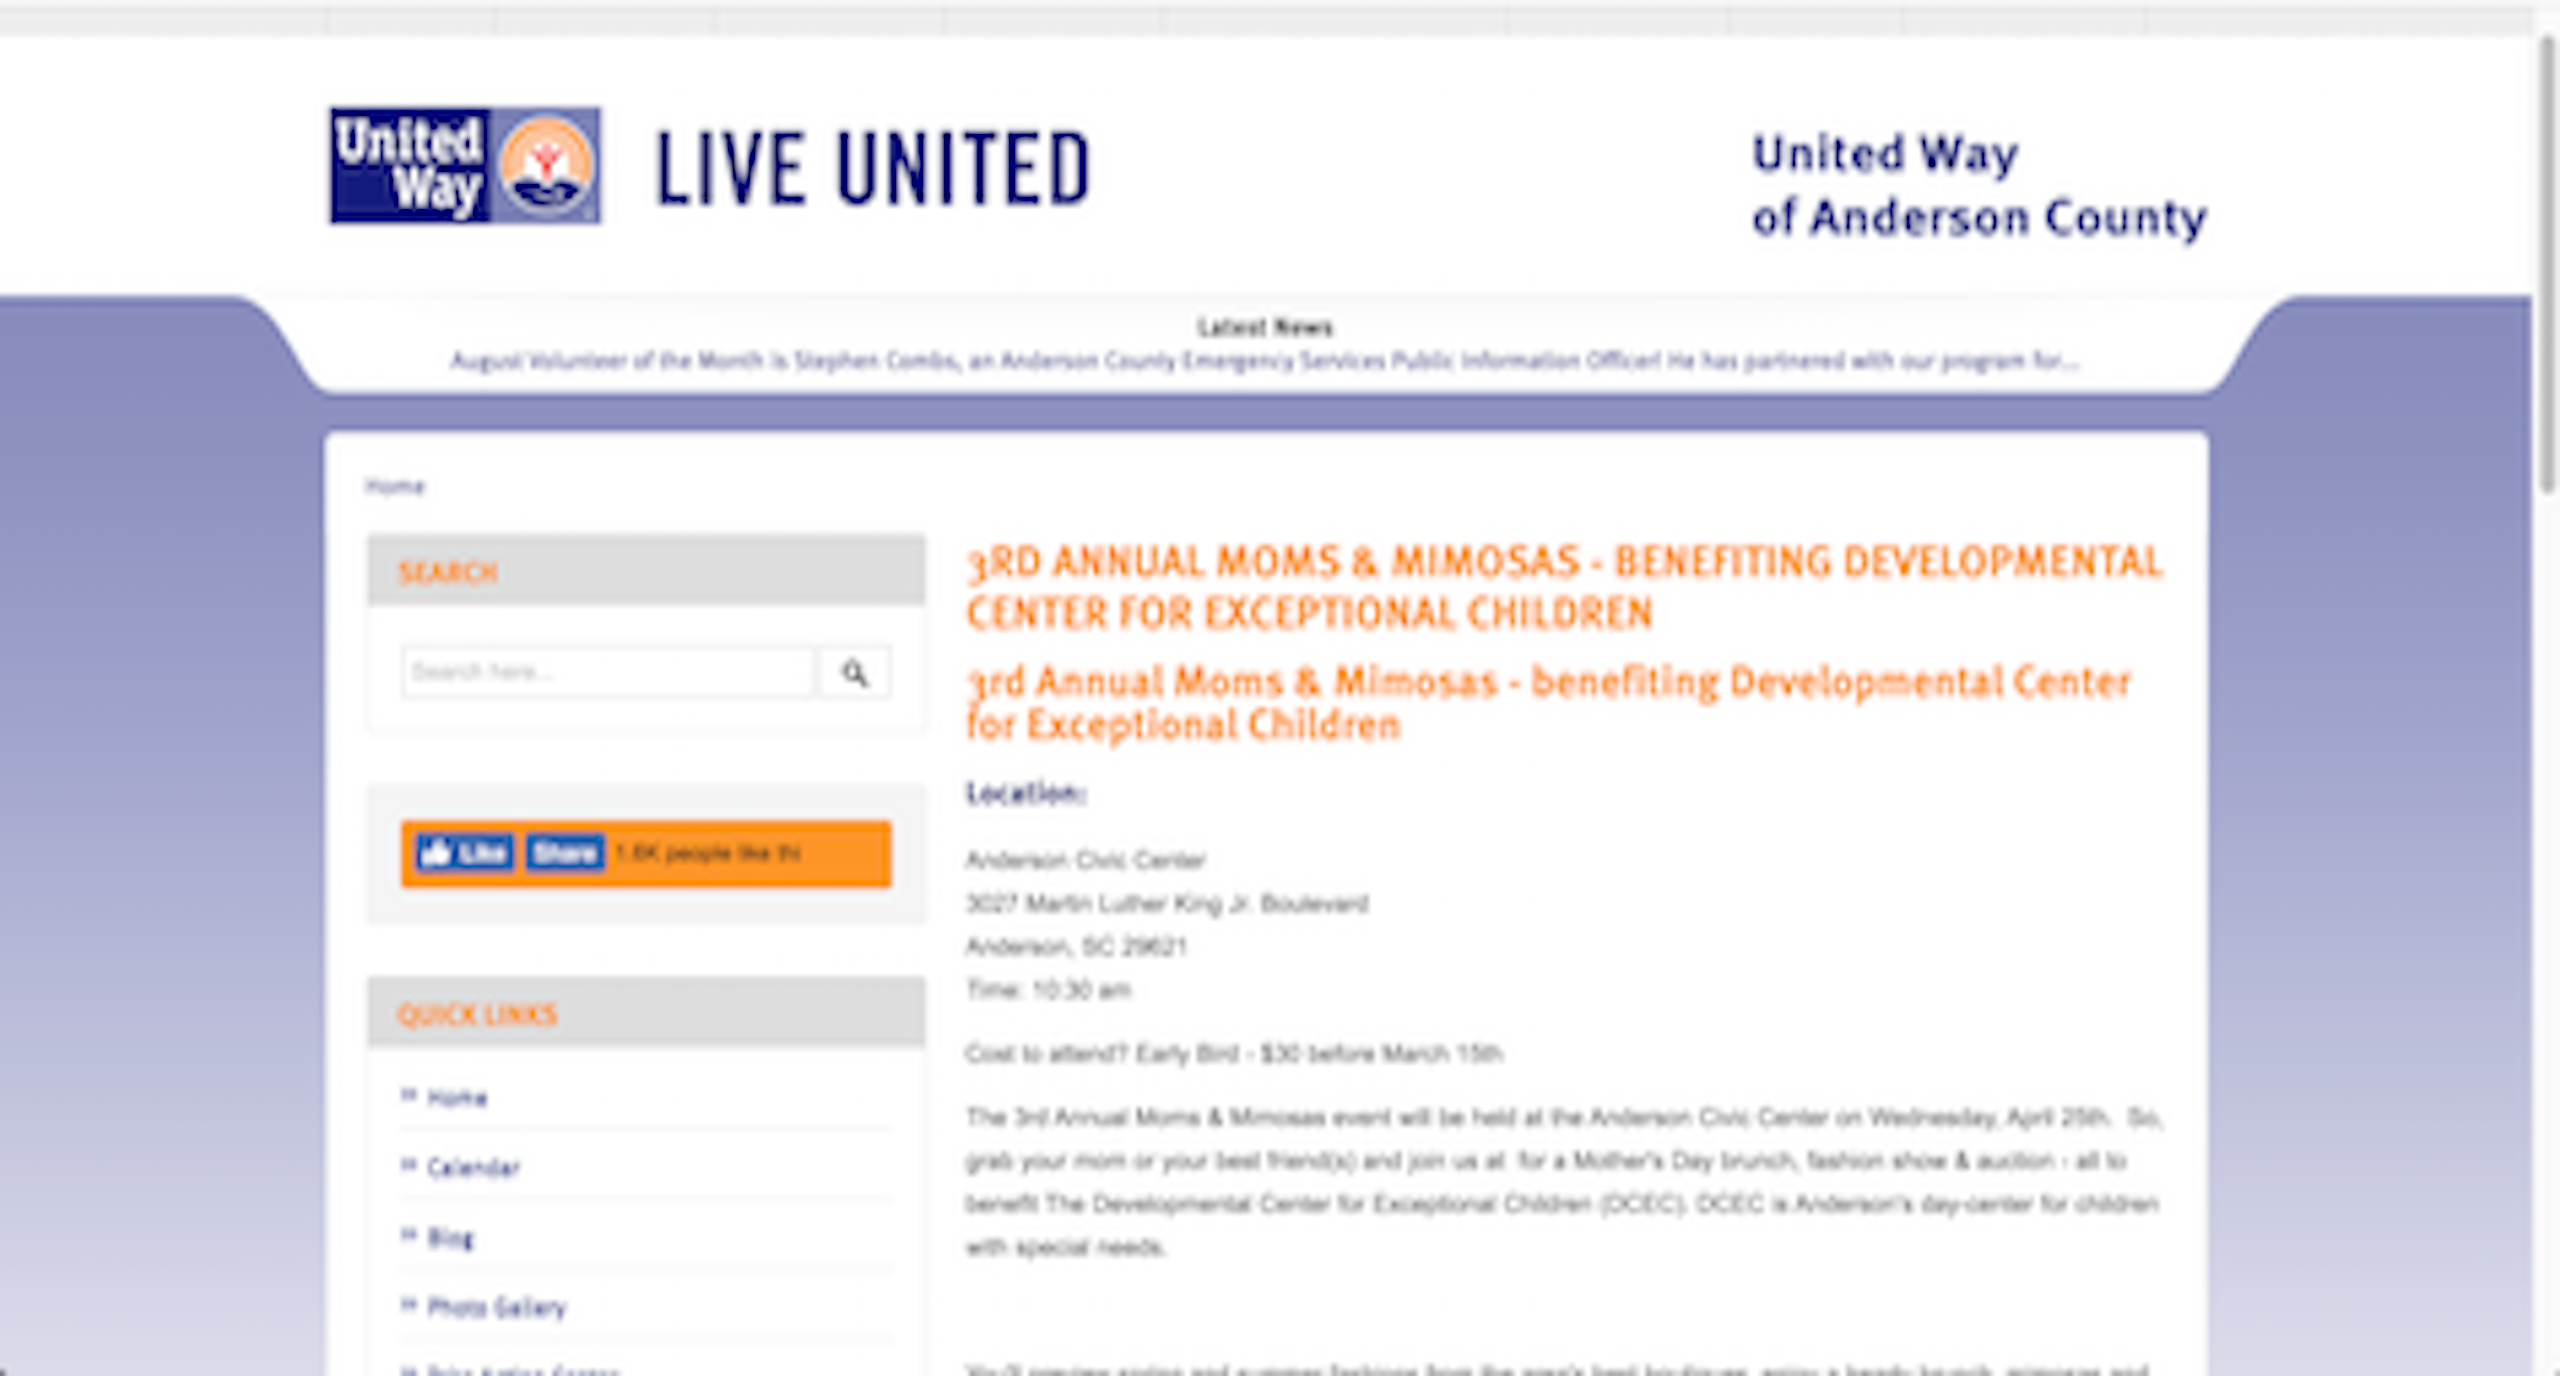 United
Way
LIVE UNITED
United Way
of Anderson County
Latest News
August Volunteer of the Month is Stephen Combs, an Anderson County Emergency Services Public Information Officer! He has partnered with our program for...
Home
SEARCH
Search here...
Like Share 1.6K people like thi
QUICK LINKS
Home
Calendar
Blog
Photo Gallery
3RD ANNUAL MOMS & MIMOSAS - BENEFITING DEVELOPMENTAL
CENTER FOR EXCEPTIONAL CHILDREN
3rd Annual Moms & Mimosas - benefiting Developmental Center
for Exceptional Children
Location:
Anderson Civic Center
3027 Martin Luther King Jr. Boulevard
Anderson, SC 29621
Time: 10:30 am
Cost to attend? Early Bird - $30 before March 15th
The 3rd Annual Moms & Mimosas event will be held at the Anderson Civic Center on Wednesday, April 25th. So,
grab your mom or your best friend(s) and join us at for a Mother's Day brunch, fashion show & auction - all to
benefit The Developmental Center for Exceptional Children (DCEC). DCEC is Anderson's day-center for children
with special needs.